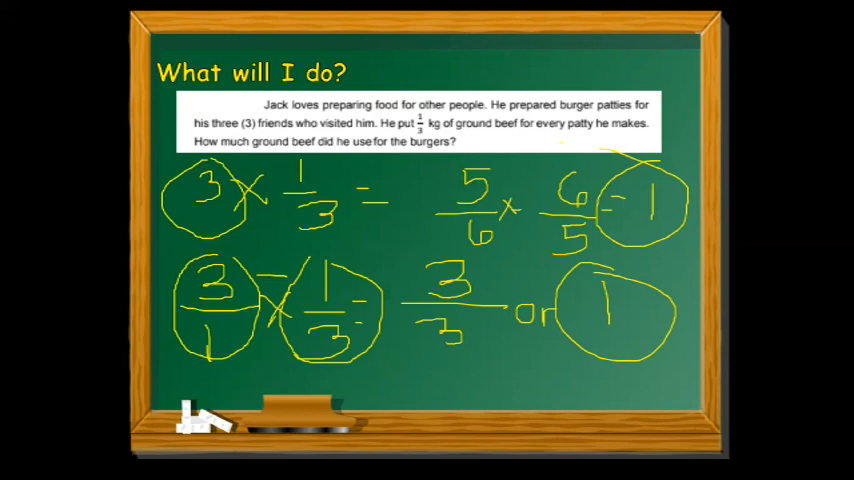 What will I do?
Jack loves preparing food for other people. He prepared burger patties for
his three (3) friends who visited him. He put 1/3 kg of ground beef for every patty he makes.
How much ground beef did he use for the burgers?
3 × 1/3 =
5/6 × 6/5 = 1
3/1 × 1/3 = 3/3 or 1